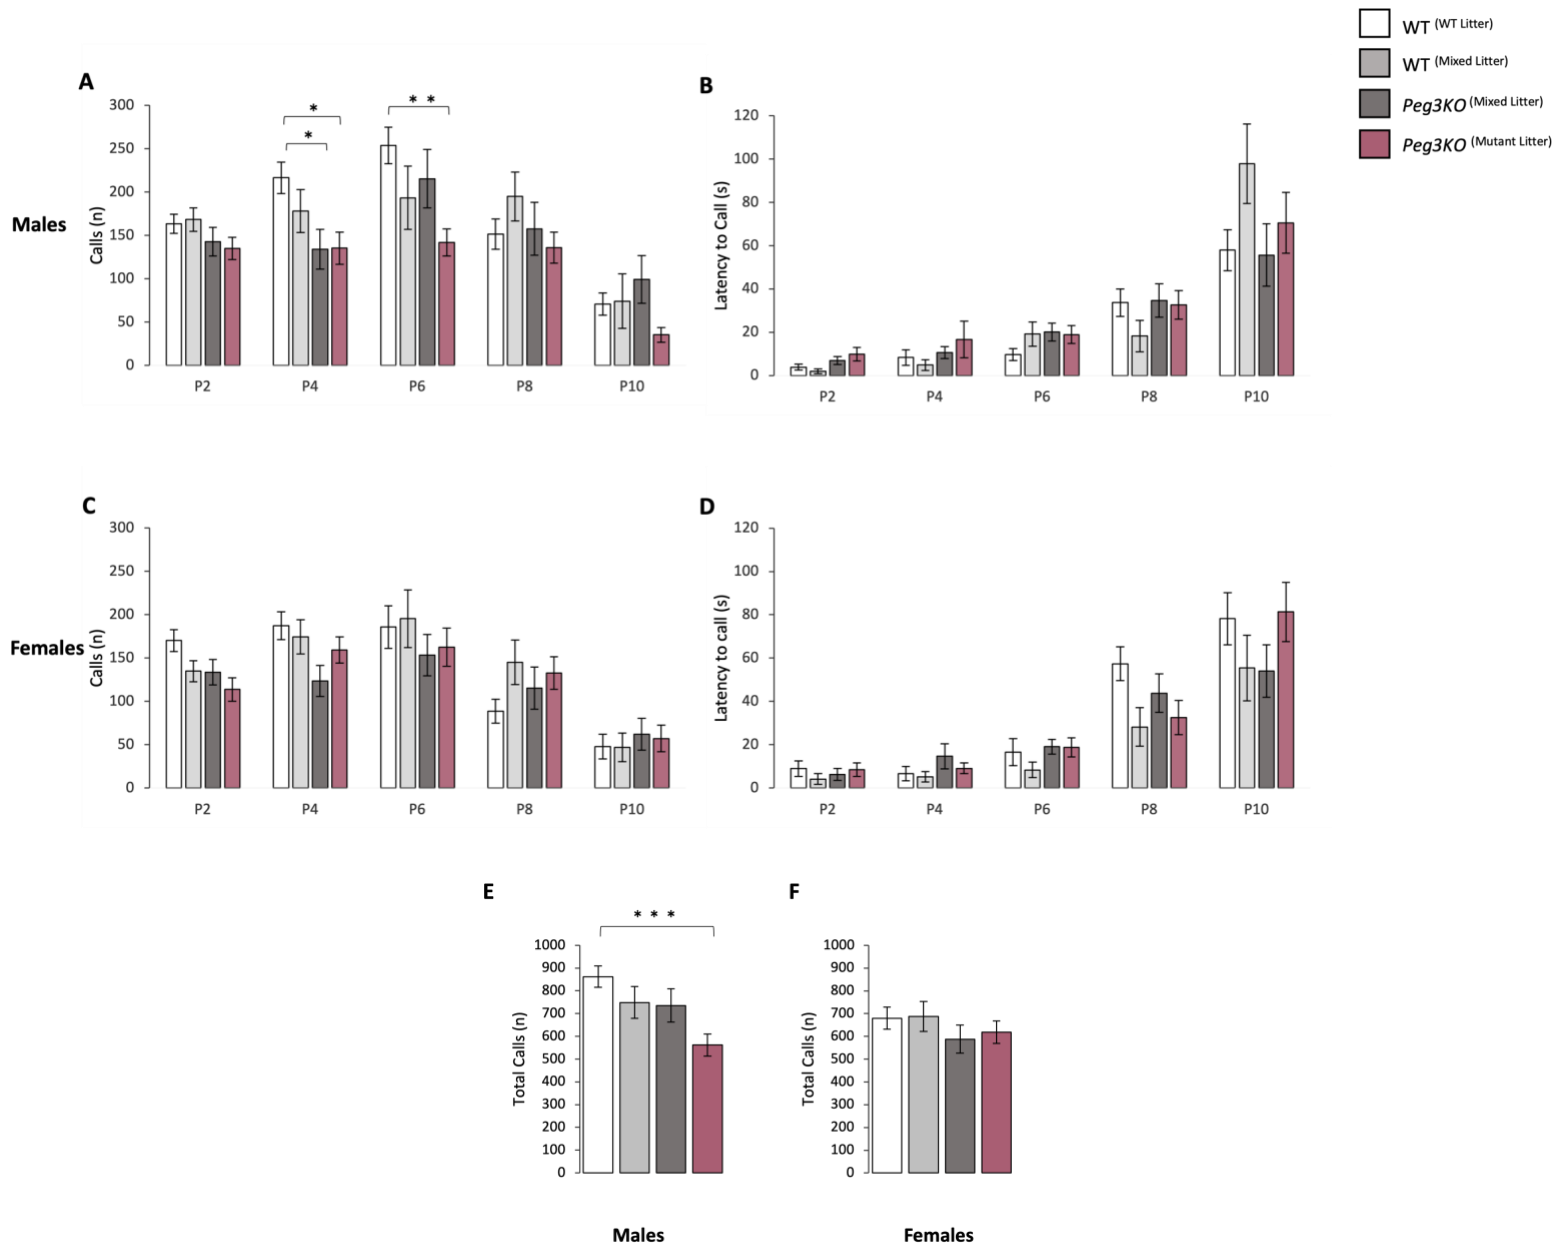 WT (WT Litter)
WT (Mixed Litter)
Peg3KO (Mixed Litter)
Peg3KO (Mutant Litter)
A
Males
Calls (n)
300
250
200
150
100
50
0
*
*
* *
P2 P4 P6 P8 P10
B
Latency to Call (s)
120
100
80
60
40
20
0
P2 P4 P6 P8 P10
C
Females
Calls (n)
300
250
200
150
100
50
0
P2 P4 P6 P8 P10
D
Latency to call (s)
120
100
80
60
40
20
0
P2 P4 P6 P8 P10
E
* * *
Total Calls (n)
1000
900
800
700
600
500
400
300
200
100
0
Males
F
Total Calls (n)
1000
900
800
700
600
500
400
300
200
100
0
Females